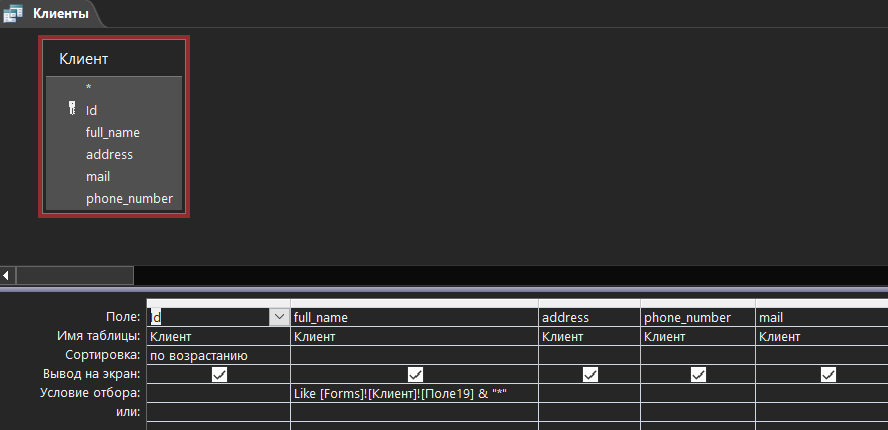 Клиенты
Клиент
*
Id
full_name
address
mail
phone_number
Поле: Id full_name address phone_number mail
Имя таблицы: Клиент Клиент Клиент Клиент Клиент
Сортировка: по возрастанию
Вывод на экран:
Условие отбора: Like [Forms]![Клиент]![Поле19] & "*"
или: